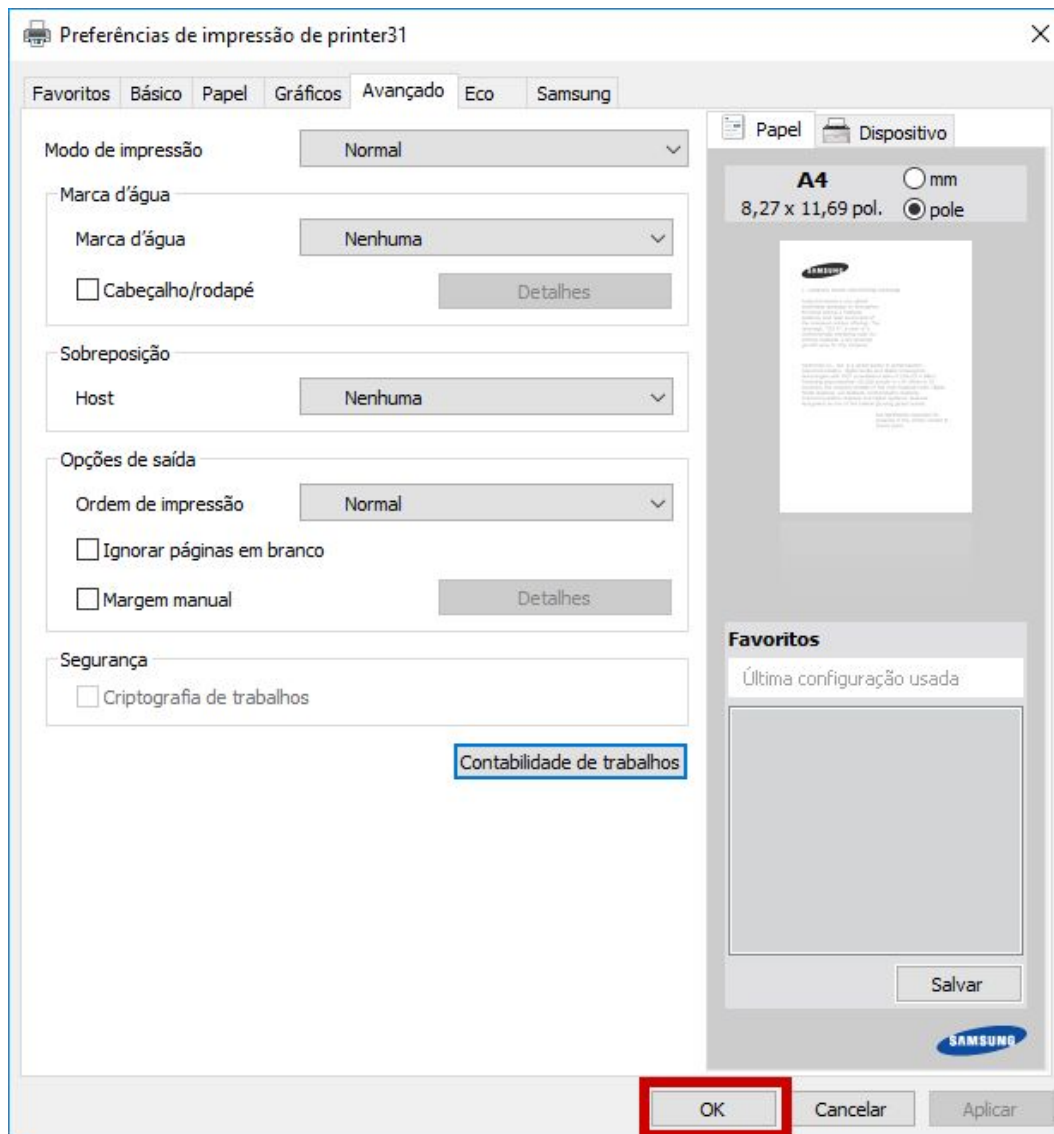 Preferências de impressão de printer31
Favoritos Básico Papel Gráficos Avançado Eco Samsung
Modo de impressão Normal
Marca d'água
Marca d'água Nenhuma
Cabeçalho/rodapé Detalhes
Sobreposição
Host Nenhuma
Opções de saída
Ordem de impressão Normal
Ignorar páginas em branco
Margem manual Detalhes
Segurança
Criptografia de trabalhos
Contabilidade de trabalhos
Papel Dispositivo
A4 mm
8,27 x 11,69 pol. pole
SAMSUNG
Favoritos
Última configuração usada
Salvar
SAMSUNG
OK Cancelar Aplicar